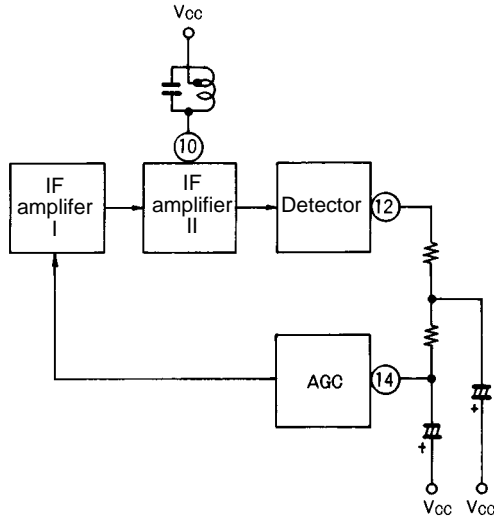 VCC
10
IF
amplifer
I
IF
amplifier
II
Detector
12
AGC
14
+
+
VCC
VCC